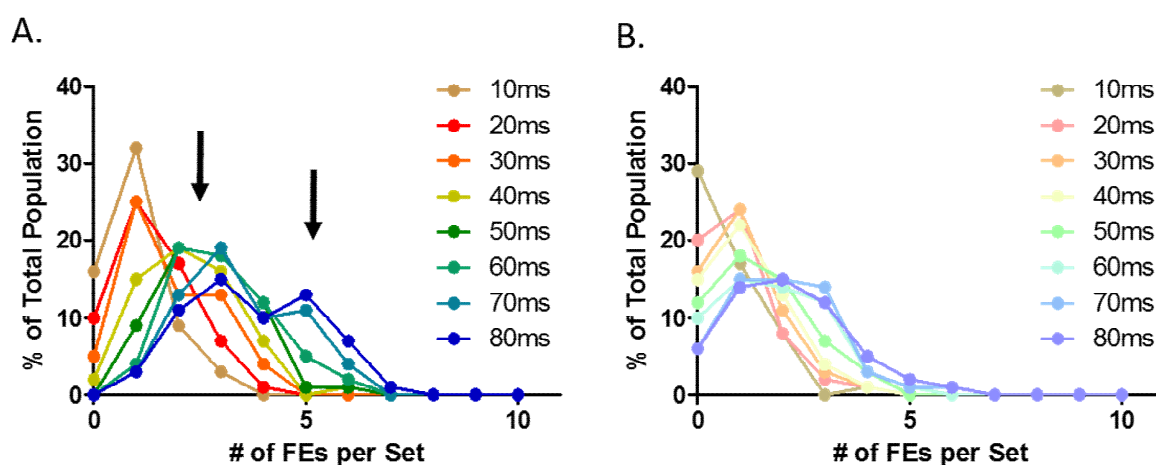 A.
% of Total Population
40
30
20
10
0
0
5
10
# of FEs per Set
10ms
20ms
30ms
40ms
50ms
60ms
70ms
80ms
B.
% of Total Population
40
30
20
10
0
0
5
10
# of FEs per Set
10ms
20ms
30ms
40ms
50ms
60ms
70ms
80ms